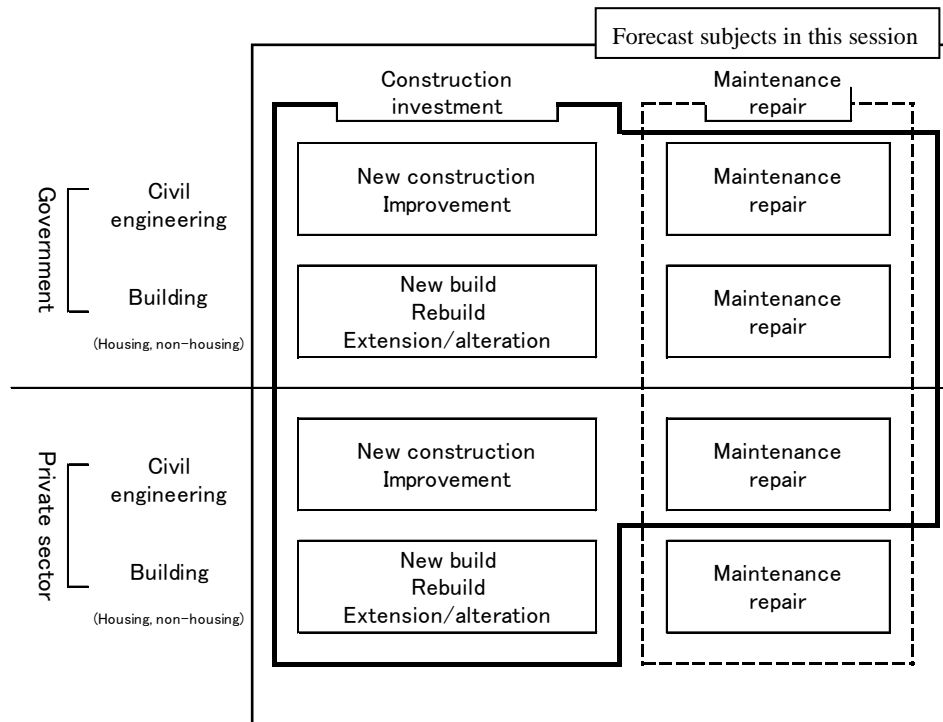 Forecast subjects in this session
Construction
investment
Maintenance
repair
Government
Civil
engineering
New construction
Improvement
Maintenance
repair
Building
(Housing, non-housing)
New build
Rebuild
Extension/alteration
Maintenance
repair
Private sector
Civil
engineering
New construction
Improvement
Maintenance
repair
Building
(Housing, non-housing)
New build
Rebuild
Extension/alteration
Maintenance
repair